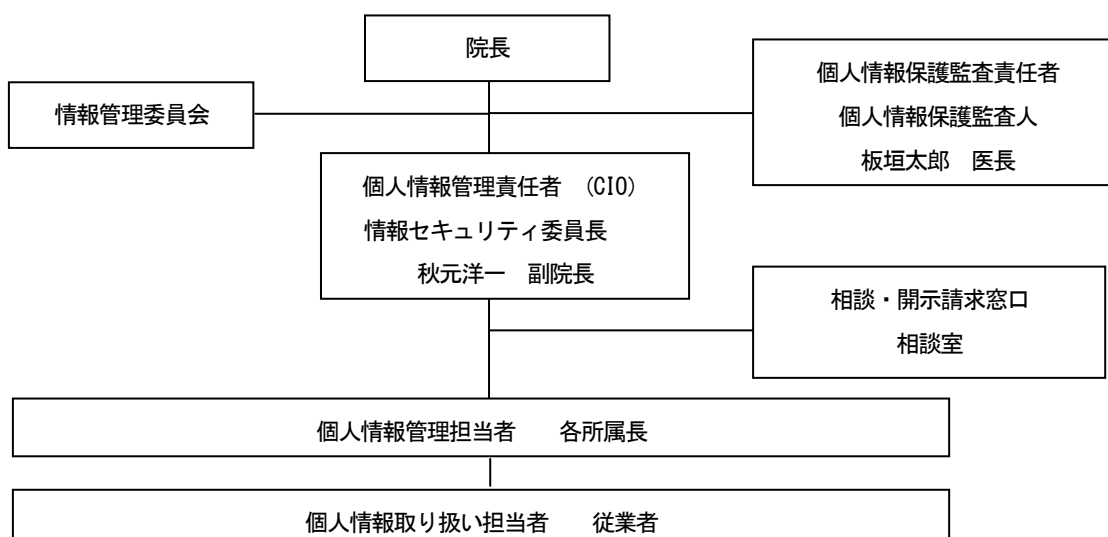 院長
情報管理委員会
個人情報保護監査責任者
個人情報保護監査人
板垣太郎　医長
個人情報管理責任者　(CIO)
情報セキュリティ委員長
秋元洋一　副院長
相談・開示請求窓口
相談室
個人情報管理担当者　　各所属長
個人情報取り扱い担当者　　従業者